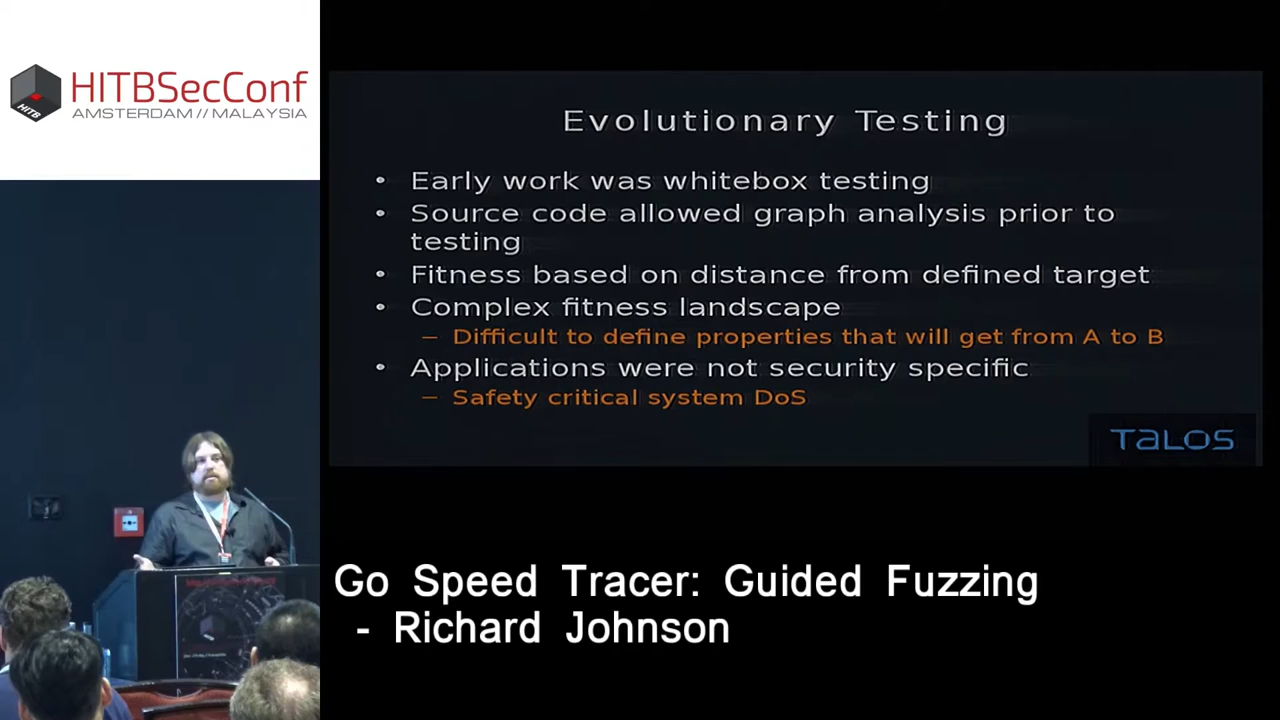 HITBSecConf
AMSTERDAM // MALAYSIA
HITB
Evolutionary Testing
• Early work was whitebox testing
• Source code allowed graph analysis prior to
testing
• Fitness based on distance from defined target
• Complex fitness landscape
– Difficult to define properties that will get from A to B
• Applications were not security specific
– Safety critical system DoS
TALOS
Go Speed Tracer: Guided Fuzzing
- Richard Johnson